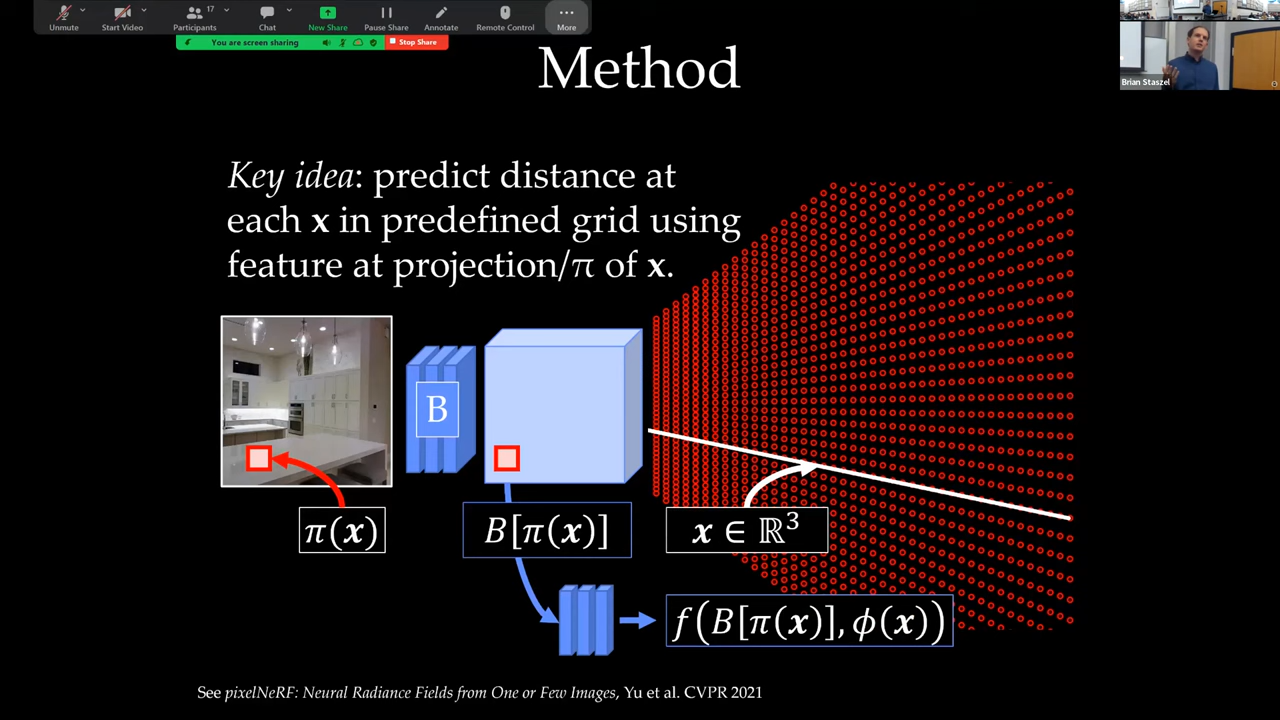 Unmute
Start Video
Participants
17
Chat
New Share
Pause Share
Annotate
Remote Control
More
You are screen sharing
Stop Share
Brian Staszel
Method
Key idea: predict distance at
each x in predefined grid using
feature at projection/π of x.
B
π(x)
B[π(x)]
x ∈ ℝ³
f(B[π(x)], ϕ(x))
See pixelNeRF: Neural Radiance Fields from One or Few Images, Yu et al. CVPR 2021